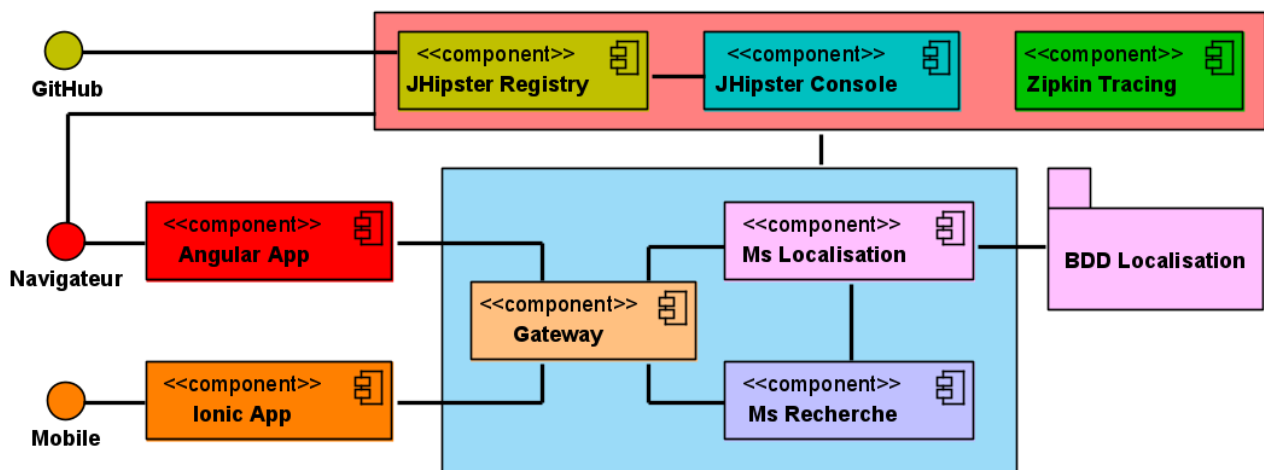 GitHub
<<component>>
JHipster Registry
<<component>>
JHipster Console
<<component>>
Zipkin Tracing
Navigateur
<<component>>
Angular App
<<component>>
Ms Localisation
BDD Localisation
<<component>>
Gateway
Mobile
<<component>>
Ionic App
<<component>>
Ms Recherche